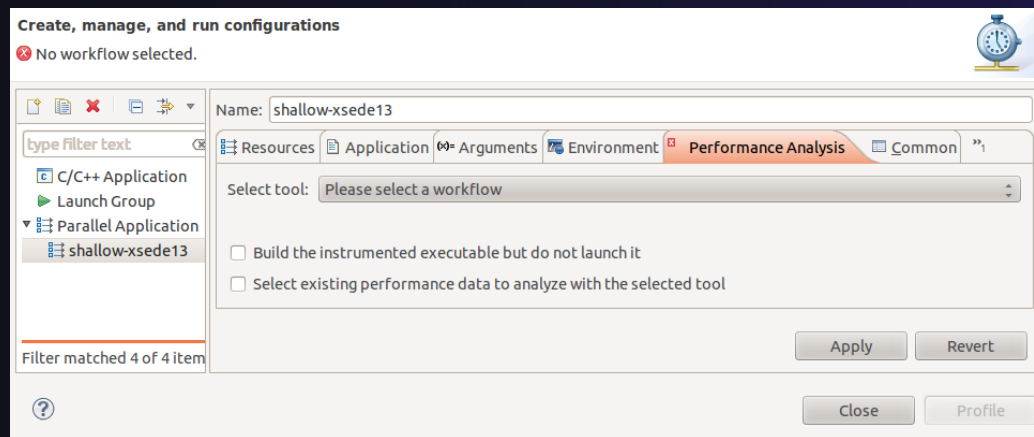 Create, manage, and run configurations
No workflow selected.
type filter text
C/C++ Application
Launch Group
Parallel Application
shallow-xsede13
Filter matched 4 of 4 item
Name: shallow-xsede13
Resources Application (x)= Arguments Environment Performance Analysis Common »1
Select tool: Please select a workflow
Build the instrumented executable but do not launch it
Select existing performance data to analyze with the selected tool
Apply Revert
? Close Profile